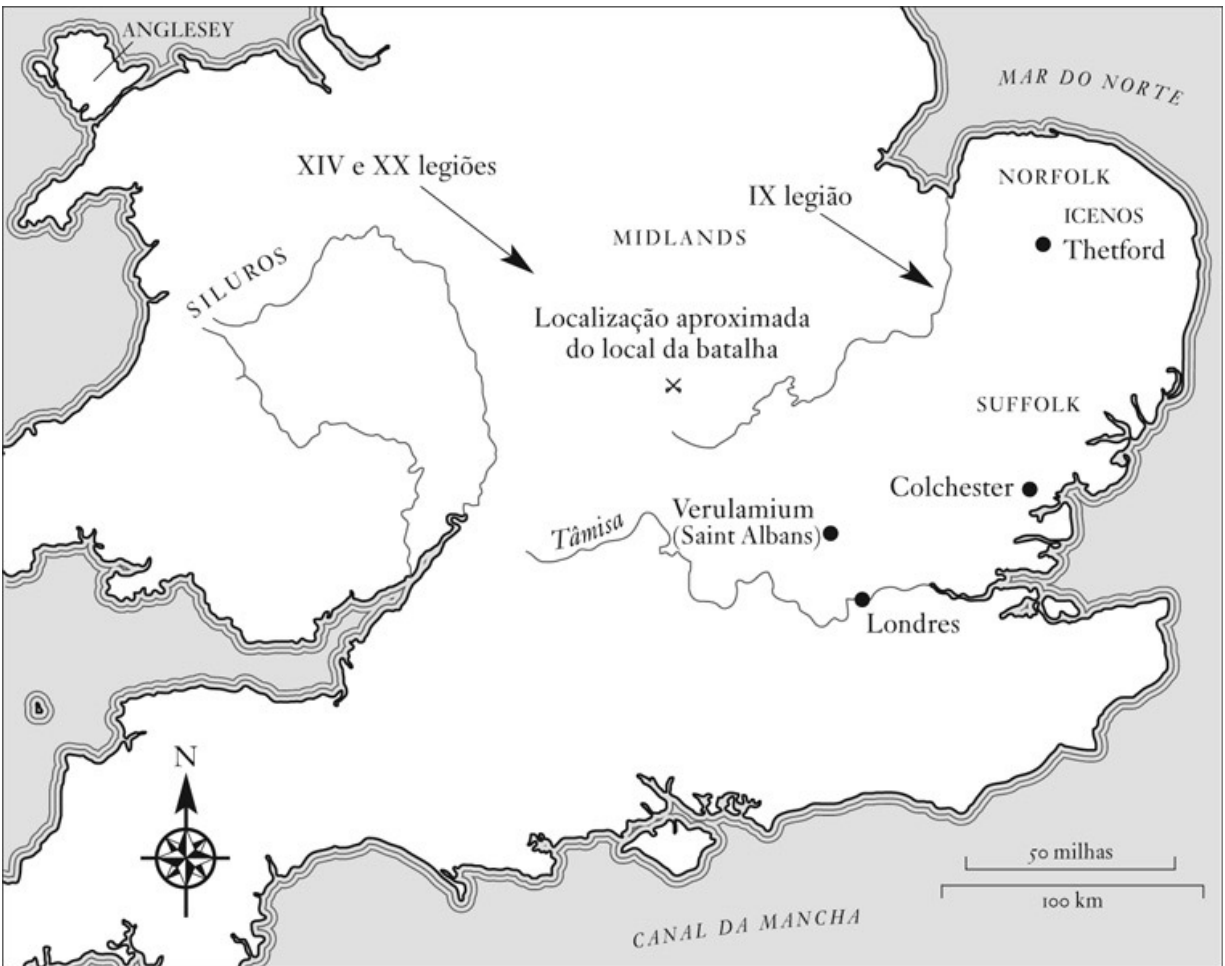 ANGLESEY
MAR DO NORTE
XIV e XX legiões
NORFOLK
IX legião
ICENOS
MIDLANDS
Thetford
SILUROS
Localização aproximada
do local da batalha
SUFFOLK
Colchester
Verulamium
(Saint Albans)
Tâmisa
Londres
N
50 milhas
100 km
CANAL DA MANCHA